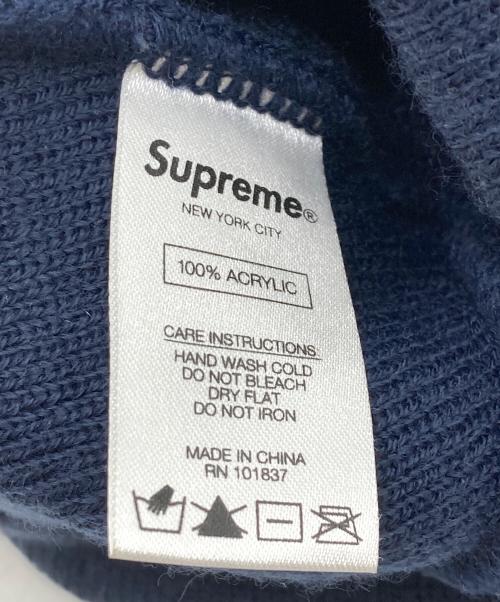 Supreme®
NEW YORK CITY
100% ACRYLIC
CARE INSTRUCTIONS:
HAND WASH COLD
DO NOT BLEACH
DRY FLAT
DO NOT IRON
MADE IN CHINA
RN 101837